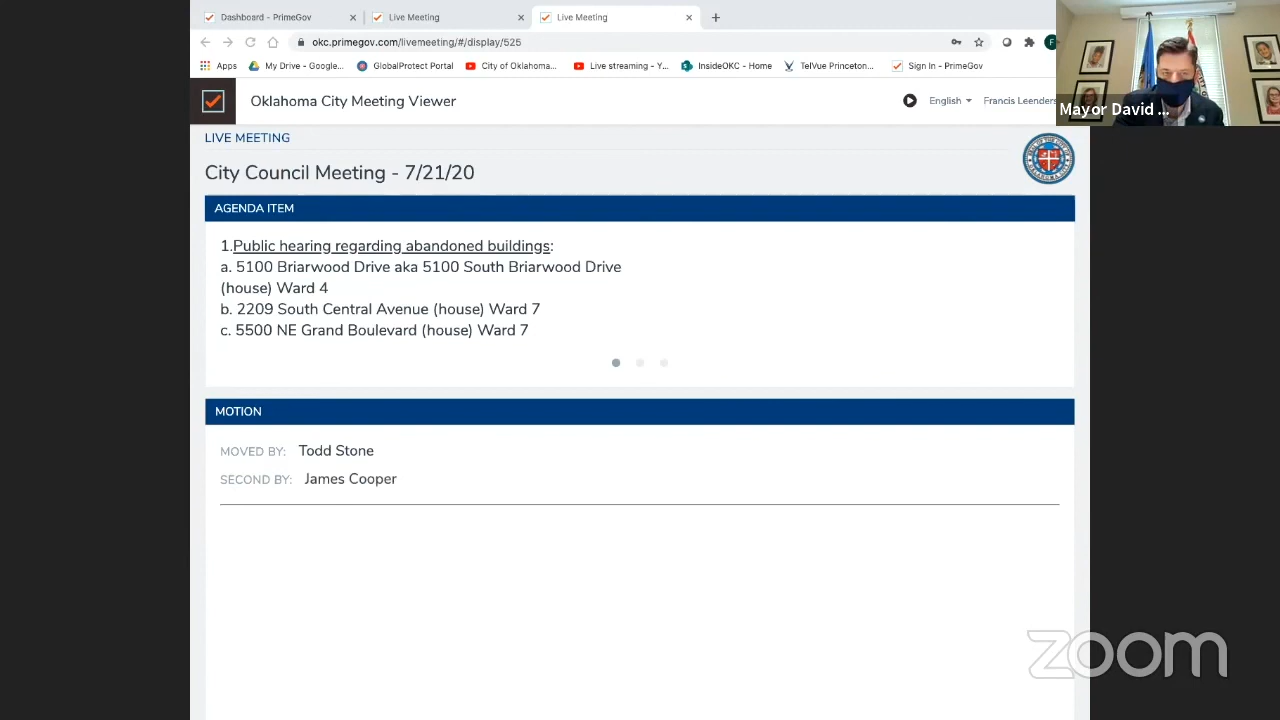 Dashboard - PrimeGov
Live Meeting
Live Meeting
okc.primegov.com/livemeeting/#/display/525
Apps
My Drive - Google...
GlobalProtect Portal
City of Oklahoma...
Live streaming - Y...
InsideOKC - Home
TelVue Princeton...
Sign In - PrimeGov
Oklahoma City Meeting Viewer
English
Francis Leenders
Mayor David ...
LIVE MEETING
City Council Meeting - 7/21/20
AGENDA ITEM
1.Public hearing regarding abandoned buildings:
a. 5100 Briarwood Drive aka 5100 South Briarwood Drive
(house) Ward 4
b. 2209 South Central Avenue (house) Ward 7
c. 5500 NE Grand Boulevard (house) Ward 7
MOTION
MOVED BY: Todd Stone
SECOND BY: James Cooper
zoom